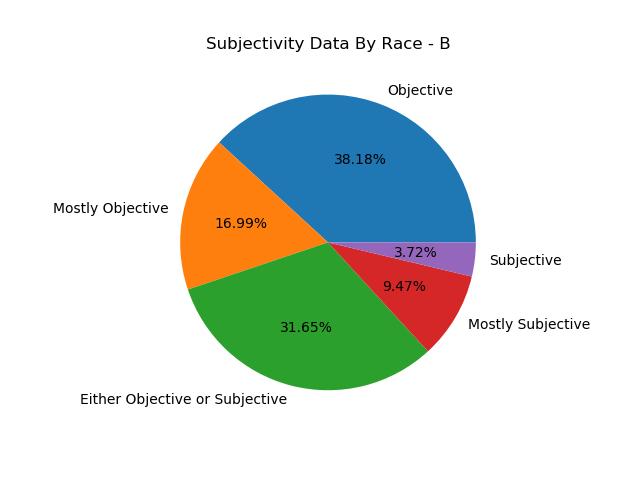 Subjectivity Data By Race - B
Objective
38.18%
Mostly Objective
16.99%
Subjective
3.72%
9.47%
Mostly Subjective
31.65%
Either Objective or Subjective